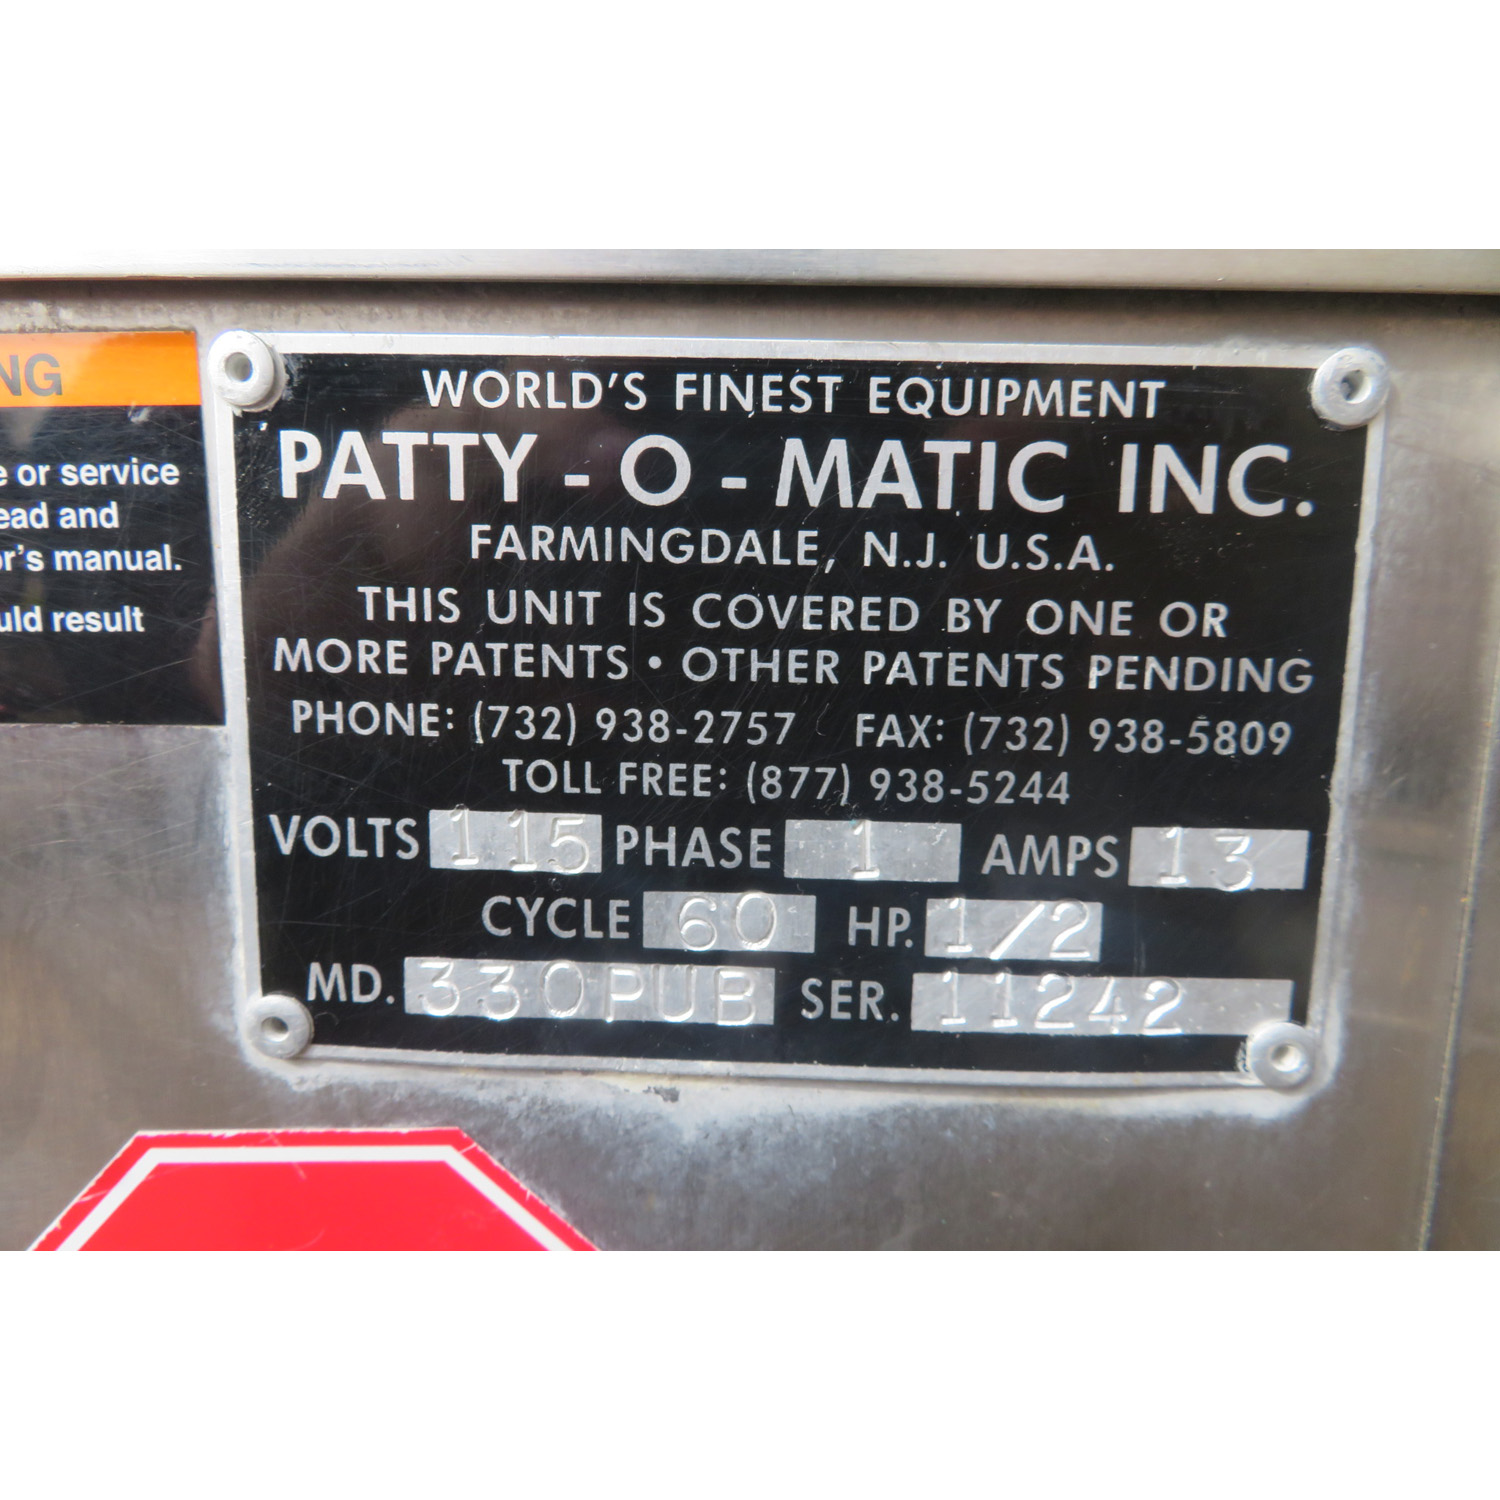 NG
e or service
ead and
or's manual.
uld result
WORLD'S FINEST EQUIPMENT
PATTY - O - MATIC INC.
FARMINGDALE, N.J. U.S.A.
THIS UNIT IS COVERED BY ONE OR
MORE PATENTS • OTHER PATENTS PENDING
PHONE: (732) 938-2757 FAX: (732) 938-5809
TOLL FREE: (877) 938-5244
VOLTS 115 PHASE 1 AMPS 13
CYCLE 60 HP. 1/2
MD. 330PUB SER. 11242